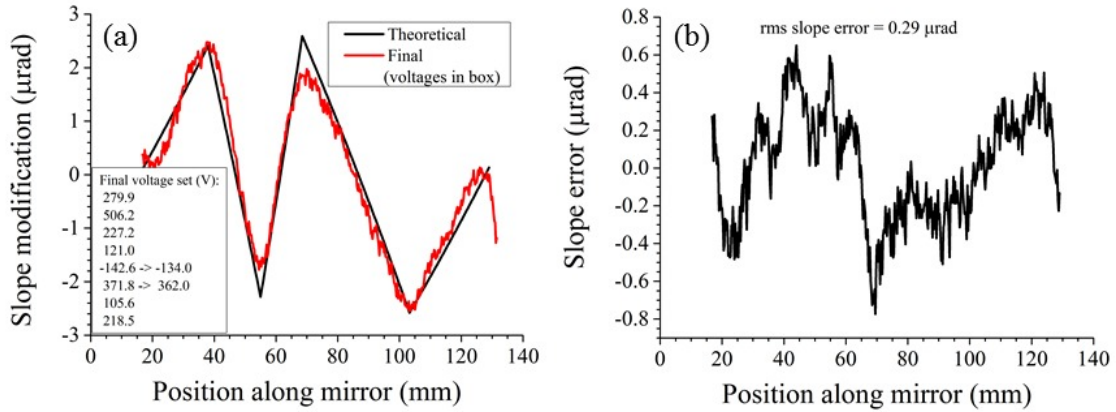 (a)
Theoretical
Final
(voltages in box)
Slope modification (μrad)
3
2
1
0
-1
-2
-3
Final voltage set (V):
279.9
506.2
227.2
121.0
-142.6 -> -134.0
371.8 -> 362.0
105.6
218.5
0 20 40 60 80 100 120 140
Position along mirror (mm)
(b)
rms slope error = 0.29 μrad
Slope error (μrad)
0.8
0.6
0.4
0.2
0.0
-0.2
-0.4
-0.6
-0.8
0 20 40 60 80 100 120 140
Position along mirror (mm)